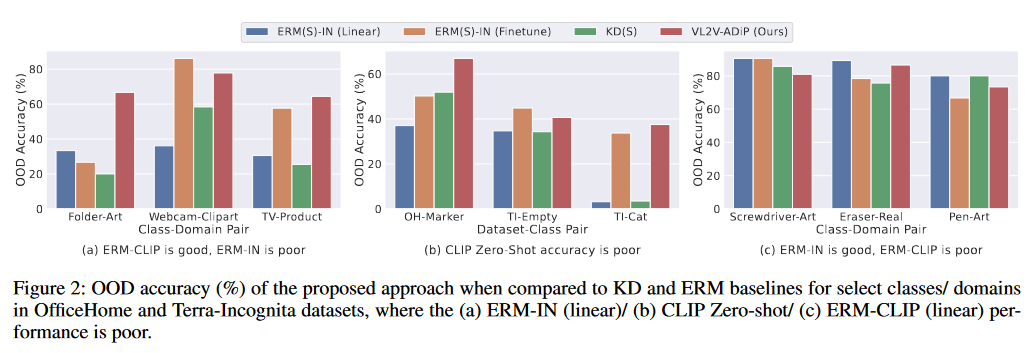 ERM(S)-IN (Linear) ERM(S)-IN (Finetune) KD(S) VL2V-ADiP (Ours)
OOD Accuracy (%)
80
60
40
20
0
Folder-Art Webcam-Clipart TV-Product
Class-Domain Pair
(a) ERM-CLIP is good, ERM-IN is poor
OOD Accuracy (%)
60
40
20
0
OH-Marker TI-Empty TI-Cat
Dataset-Class Pair
(b) CLIP Zero-Shot accuracy is poor
OOD Accuracy (%)
80
60
40
20
0
Screwdriver-Art Eraser-Real Pen-Art
Class-Domain Pair
(c) ERM-IN is good, ERM-CLIP is poor
Figure 2: OOD accuracy (%) of the proposed approach when compared to KD and ERM baselines for select classes/ domains
in OfficeHome and Terra-Incognita datasets, where the (a) ERM-IN (linear)/ (b) CLIP Zero-shot/ (c) ERM-CLIP (linear) per-
formance is poor.